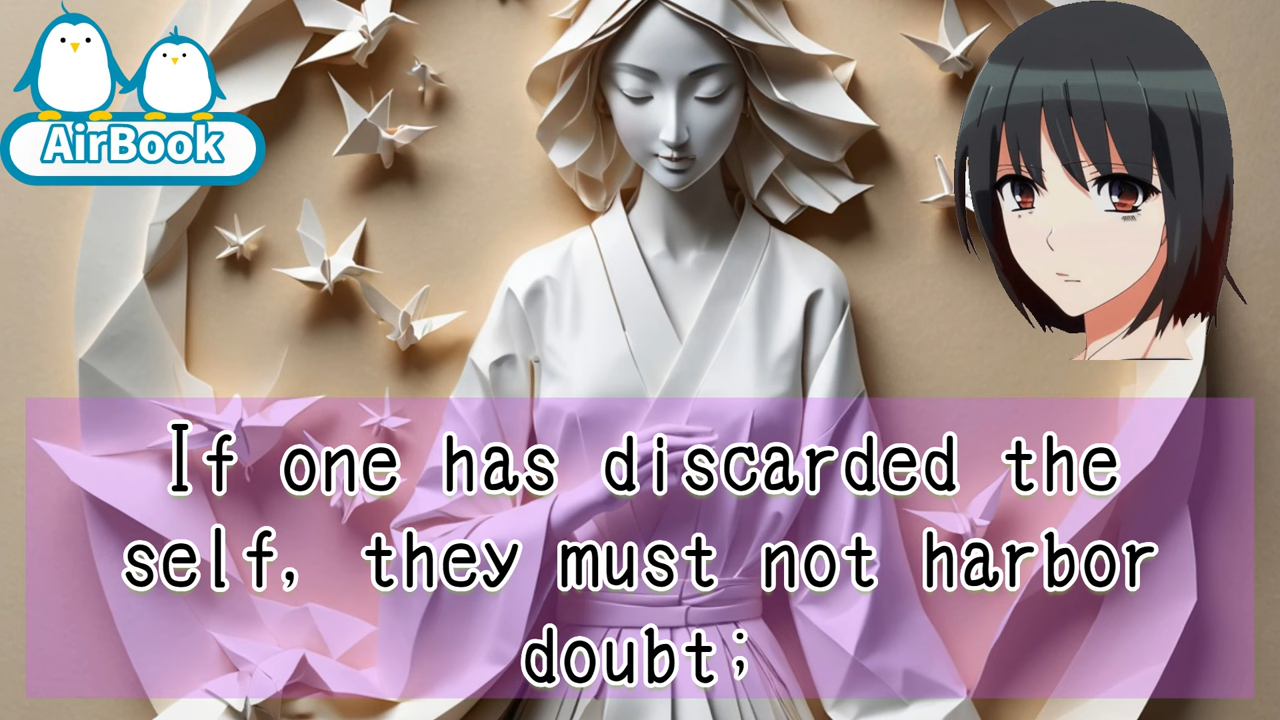 AirBook
If one has discarded the
self, they must not harbor
doubt;